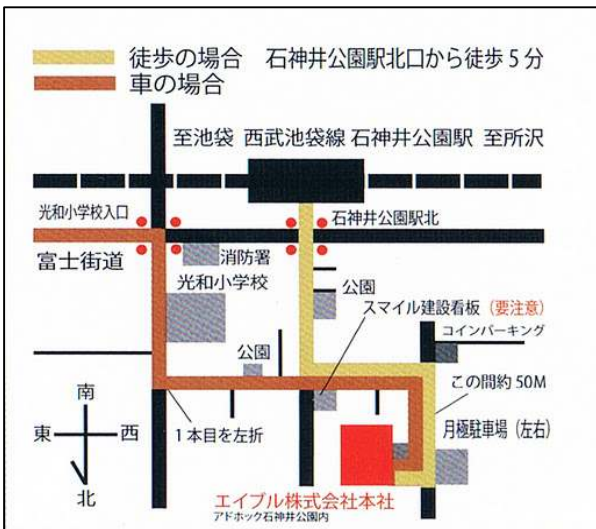 徒歩の場合 石神井公園駅北口から徒歩5分
車の場合
至池袋 西武池袋線 石神井公園駅 至所沢
光和小学校入口
石神井公園駅北
富士街道
消防署
光和小学校
公園
スマイル建設看板(要注意)
コインパーキング
公園
この間約50M
南
東
西
北
1本目を左折
月極駐車場(左右)
エイブル株式会社本社
アドホック石神井公園内